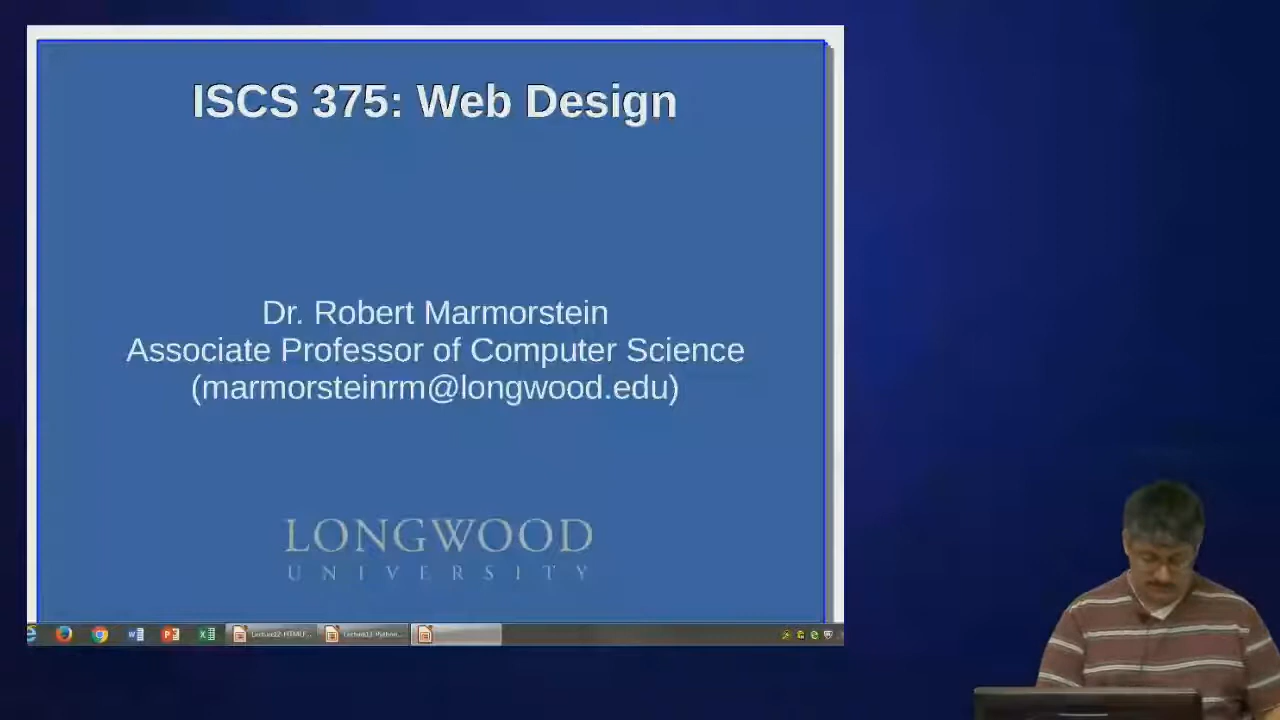 ISCS 375: Web Design
Dr. Robert Marmorstein
Associate Professor of Computer Science
(marmorsteinrm@longwood.edu)
LONGWOOD
UNIVERSITY